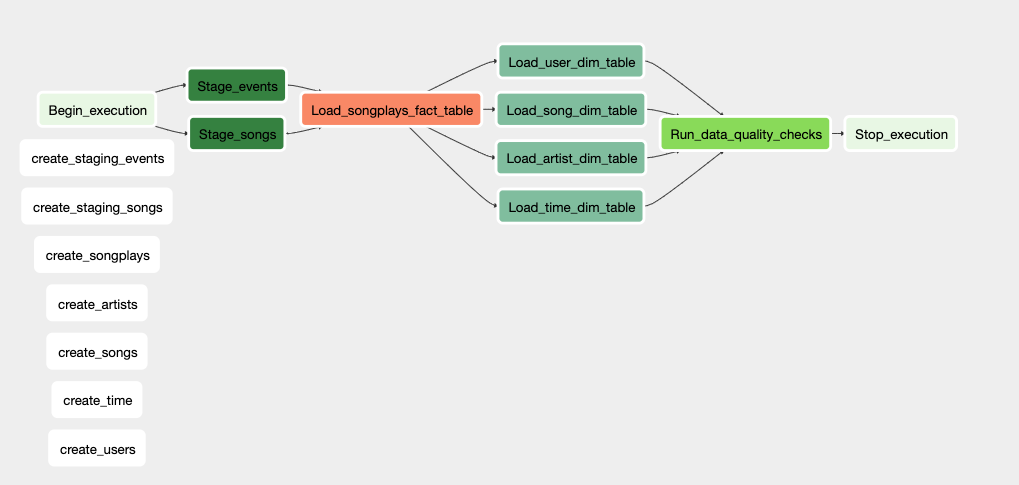 Begin_execution
Stage_events
Stage_songs
Load_songplays_fact_table
Load_user_dim_table
Load_song_dim_table
Load_artist_dim_table
Load_time_dim_table
Run_data_quality_checks
Stop_execution
create_staging_events
create_staging_songs
create_songplays
create_artists
create_songs
create_time
create_users